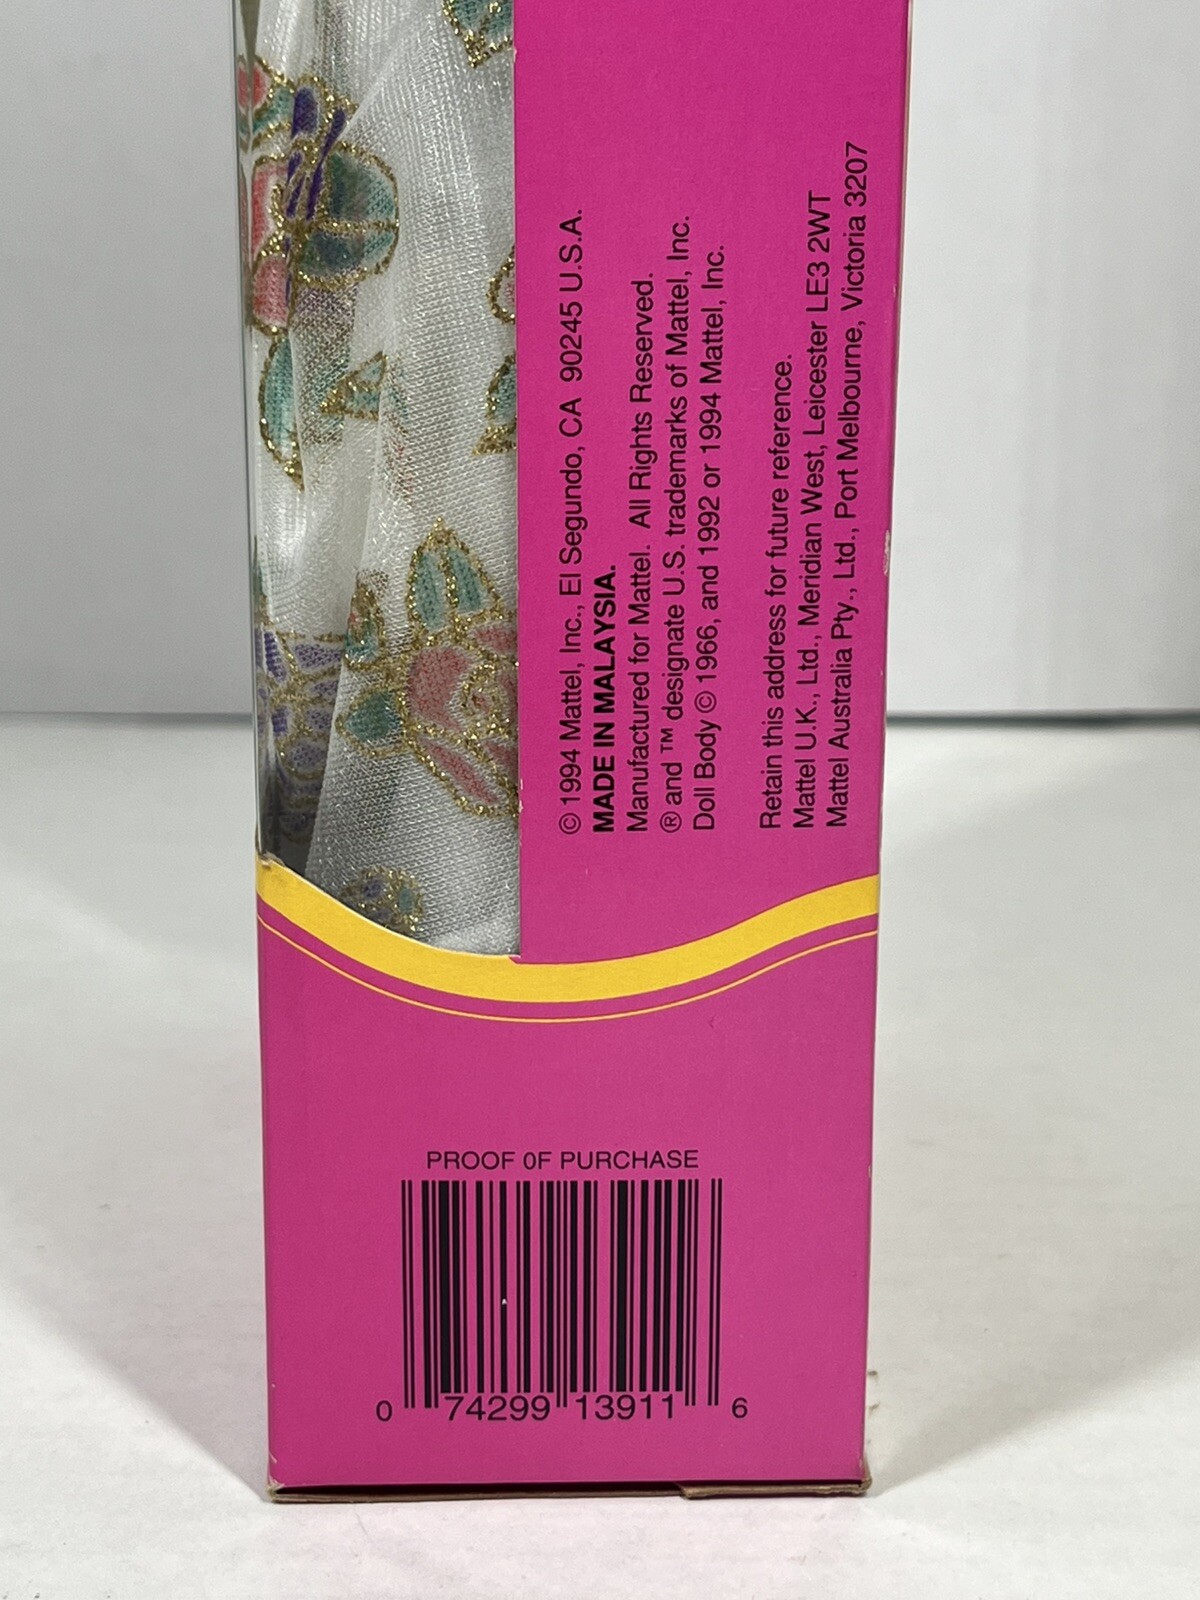 © 1994 Mattel, Inc., El Segundo, CA 90245 U.S.A.
MADE IN MALAYSIA.
Manufactured for Mattel. All Rights Reserved.
® and ™ designate U.S. trademarks of Mattel, Inc.
Doll Body © 1966, and 1992 or 1994 Mattel, Inc.
Retain this address for future reference.
Mattel U.K., Ltd., Meridian West, Leicester LE3 2WT
Mattel Australia Pty., Ltd., Port Melbourne, Victoria 3207
PROOF 0F PURCHASE
0 74299 13911 6